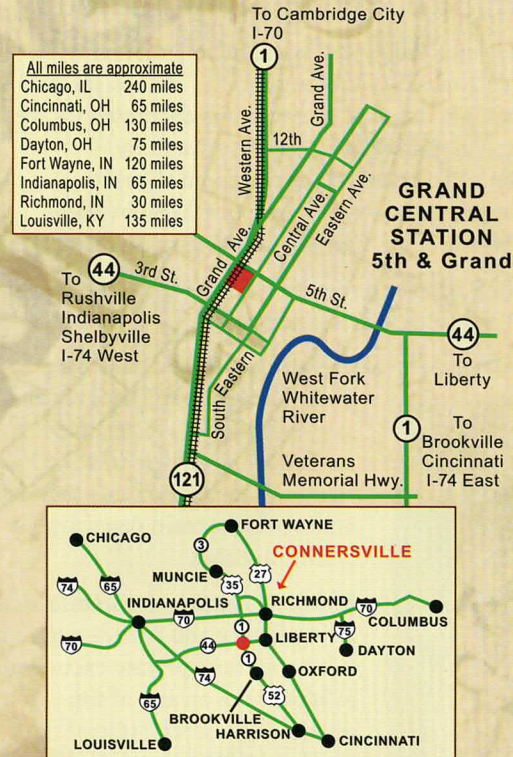 To Cambridge City
I-70
1
All miles are approximate
Chicago, IL 240 miles
Cincinnati, OH 65 miles
Columbus, OH 130 miles
Dayton, OH 75 miles
Fort Wayne, IN 120 miles
Indianapolis, IN 65 miles
Richmond, IN 30 miles
Louisville, KY 135 miles
Western Ave.
Grand Ave.
12th
Central Ave.
Eastern Ave.
GRAND
CENTRAL
STATION
5th & Grand
Grand Ave.
44
3rd St.
To
Rushville
Indianapolis
Shelbyville
I-74 West
5th St.
44
To
Liberty
South Eastern
West Fork
Whitewater
River
1
To
Brookville
Cincinnati
I-74 East
Veterans
Memorial Hwy.
121
FORT WAYNE
CHICAGO
3
CONNERSVILLE
MUNCIE
35
27
74
65
INDIANAPOLIS
RICHMOND
70
70
COLUMBUS
1
75
70
44
LIBERTY
DAYTON
1
74
OXFORD
52
65
BROOKVILLE
HARRISON
LOUISVILLE
CINCINNATI